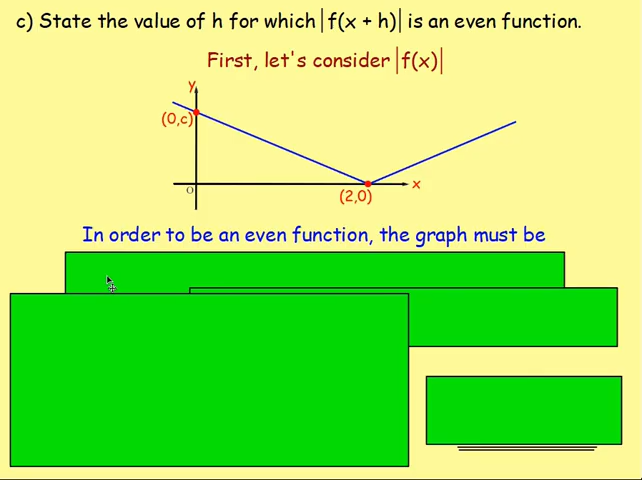 c) State the value of h for which |f(x + h)| is an even function.
First, let's consider |f(x)|
y
(0,c)
O
x
(2,0)
In order to be an even function, the graph must be